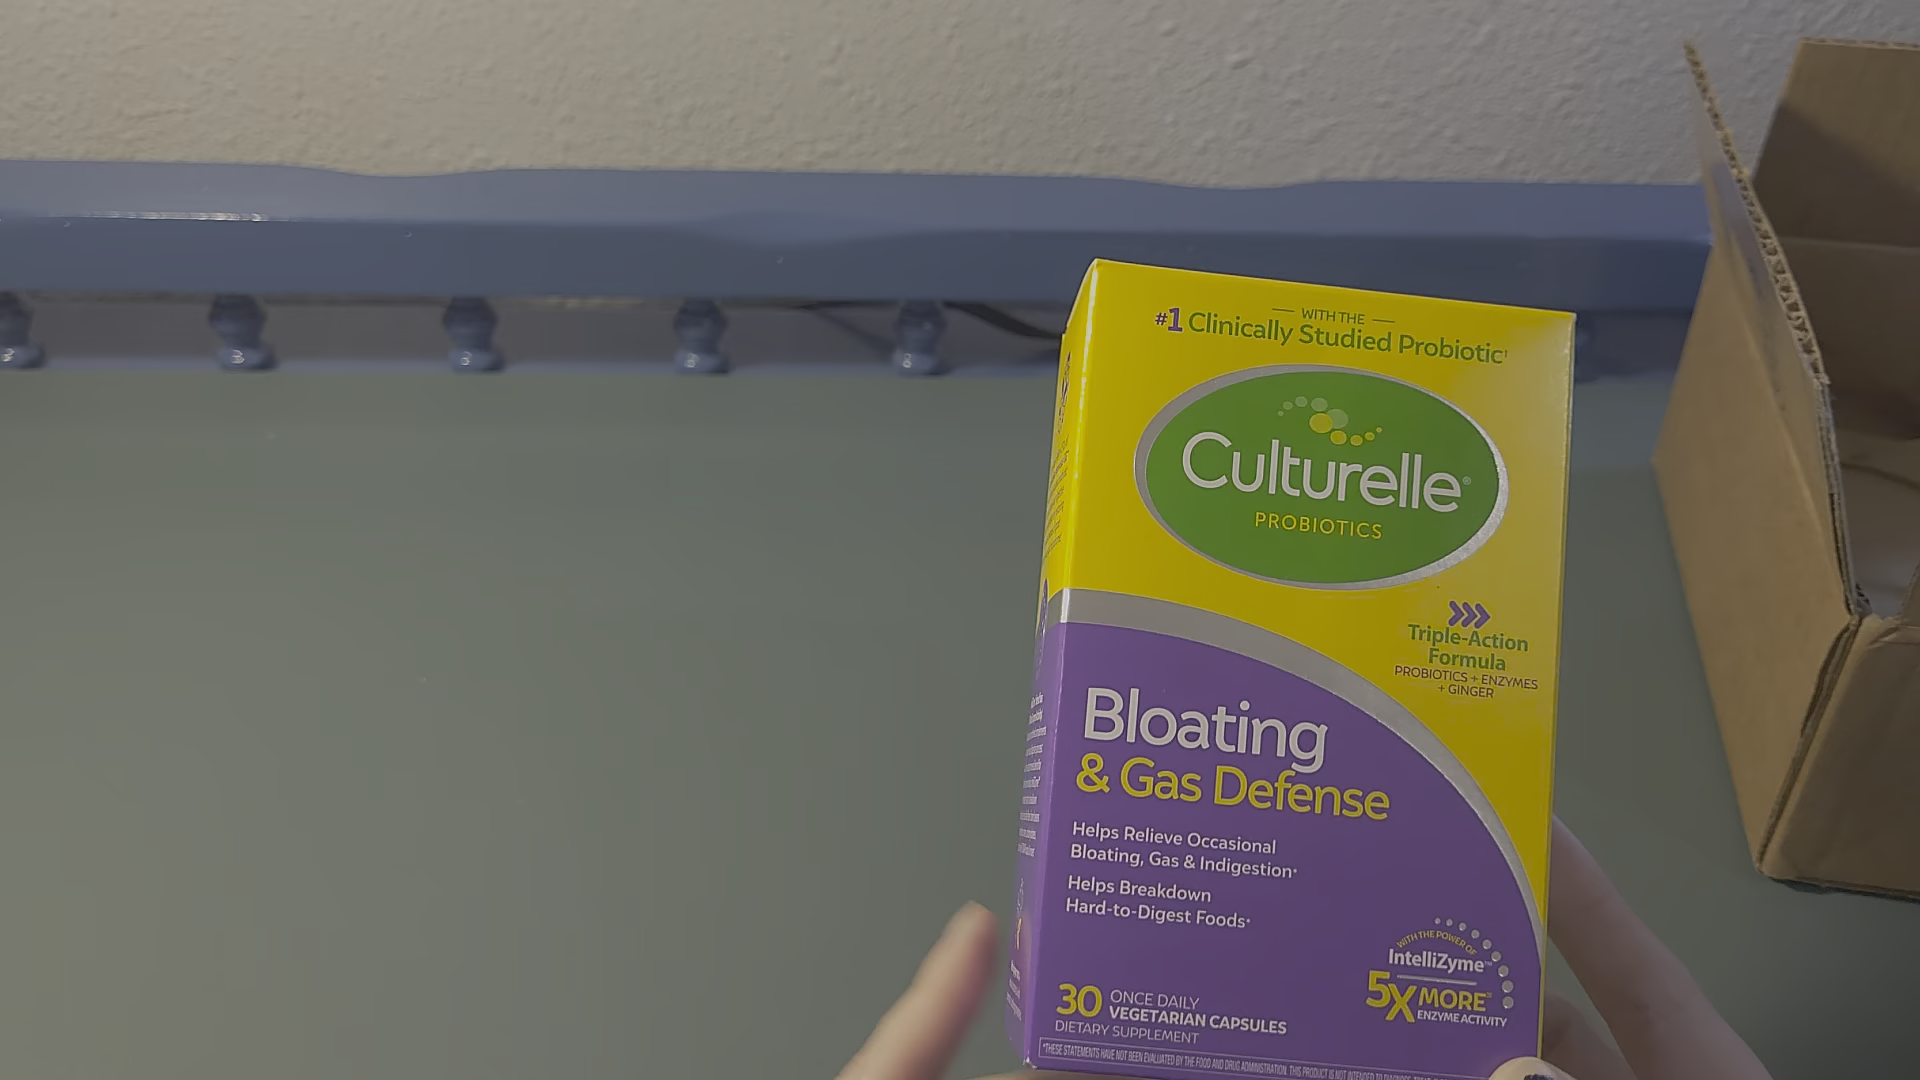 WITH THE
#1 Clinically Studied Probiotic†
Culturelle®
PROBIOTICS
Triple-Action
Formula
PROBIOTICS + ENZYMES
+ GINGER
Bloating
& Gas Defense
Helps Relieve Occasional
Bloating, Gas & Indigestion*
Helps Breakdown
Hard-to-Digest Foods*
WITH THE POWER OF
IntelliZyme™
5X MORE
ENZYME ACTIVITY
30 ONCE DAILY
VEGETARIAN CAPSULES
DIETARY SUPPLEMENT
*THESE STATEMENTS HAVE NOT BEEN EVALUATED BY THE FOOD AND DRUG ADMINISTRATION. THIS PRODUCT IS NOT INTENDED TO DIAGNOSE,